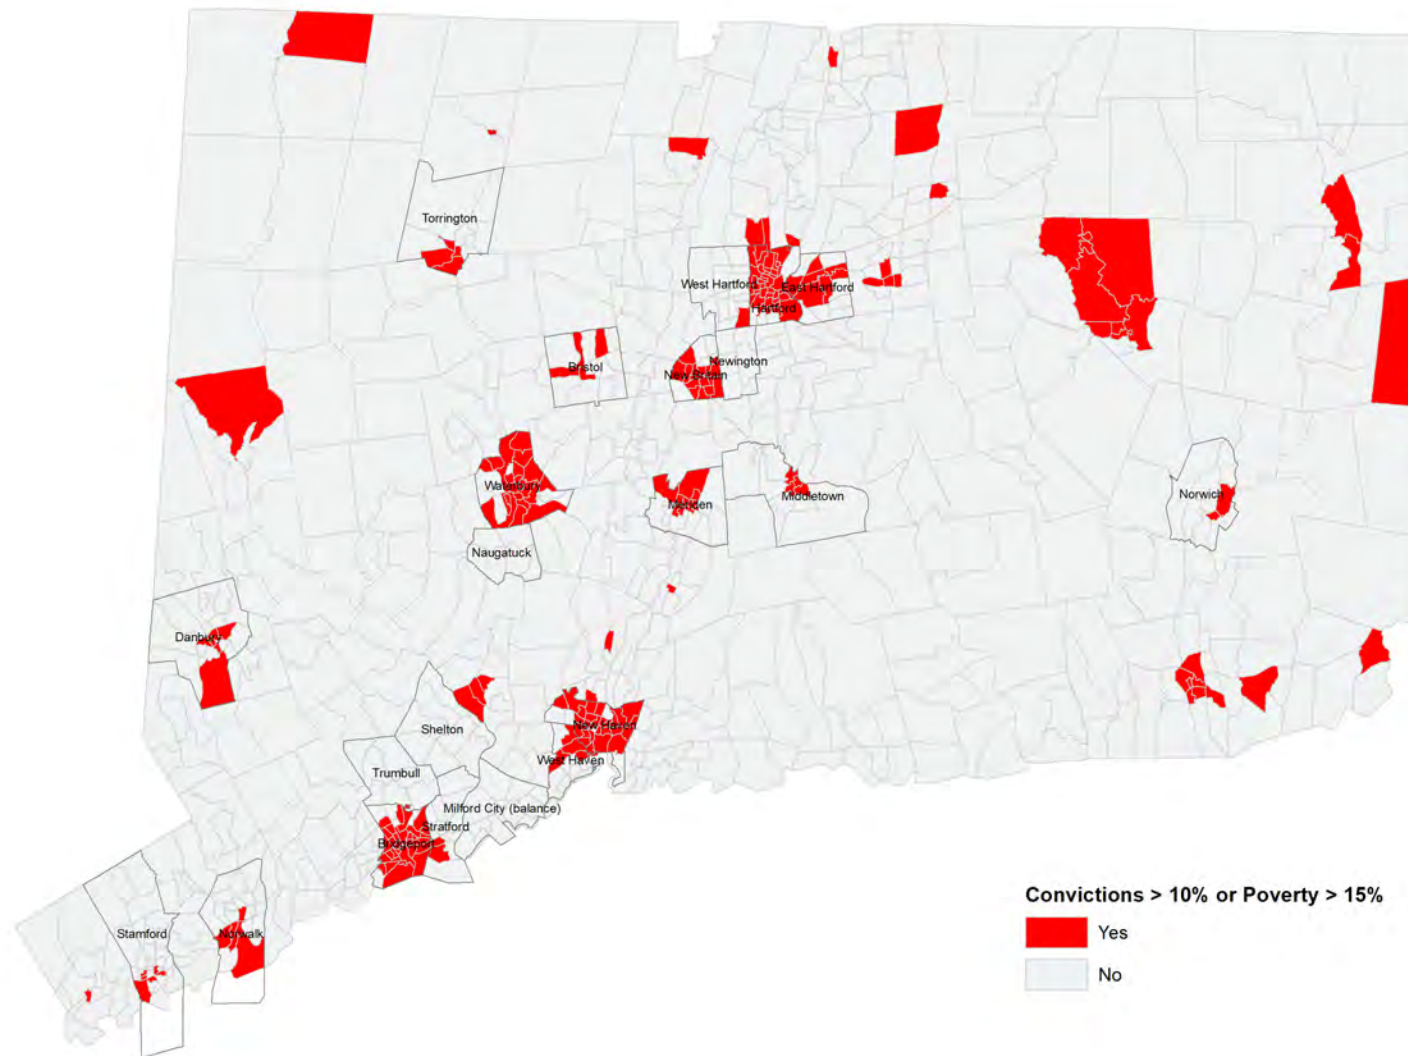 Torrington
West Hartford
East Hartford
Hartford
Bristol
Newington
New Britain
Waterbury
Meriden
Middletown
Norwich
Naugatuck
Danbury
Shelton
New Haven
West Haven
Trumbull
Milford City (balance)
Stratford
Bridgeport
Stamford
Norwalk
Convictions > 10% or Poverty > 15%
Yes
No